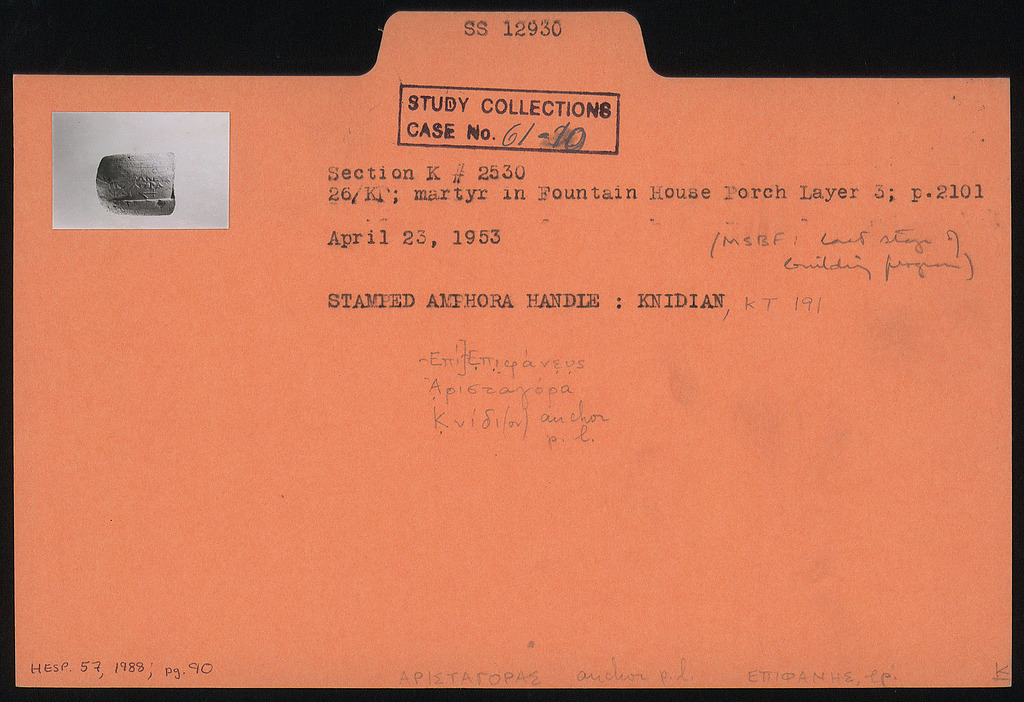 SS 12930
STUDY COLLECTIONS
CASE No. 61-
Section K # 2530
26/ ; martyr in Fountain House Porch Layer 3; p.2101
April 23, 1953
(MSBF: last stage of
building program)
STAMPED AMPHORA HANDLE : KNIDIAN, KT 191
Ἐπὶ] Ἐπιφάνευς
Ἀρισταγόρα
Κνίδι(ον) anchor
p. l.
HESP. 57, 1988; pg. 90
ΑΡΙΣΤΑΓΟΡΑΣ anchor p.l. ΕΠΙΦΑΝΗΣ, ep. K